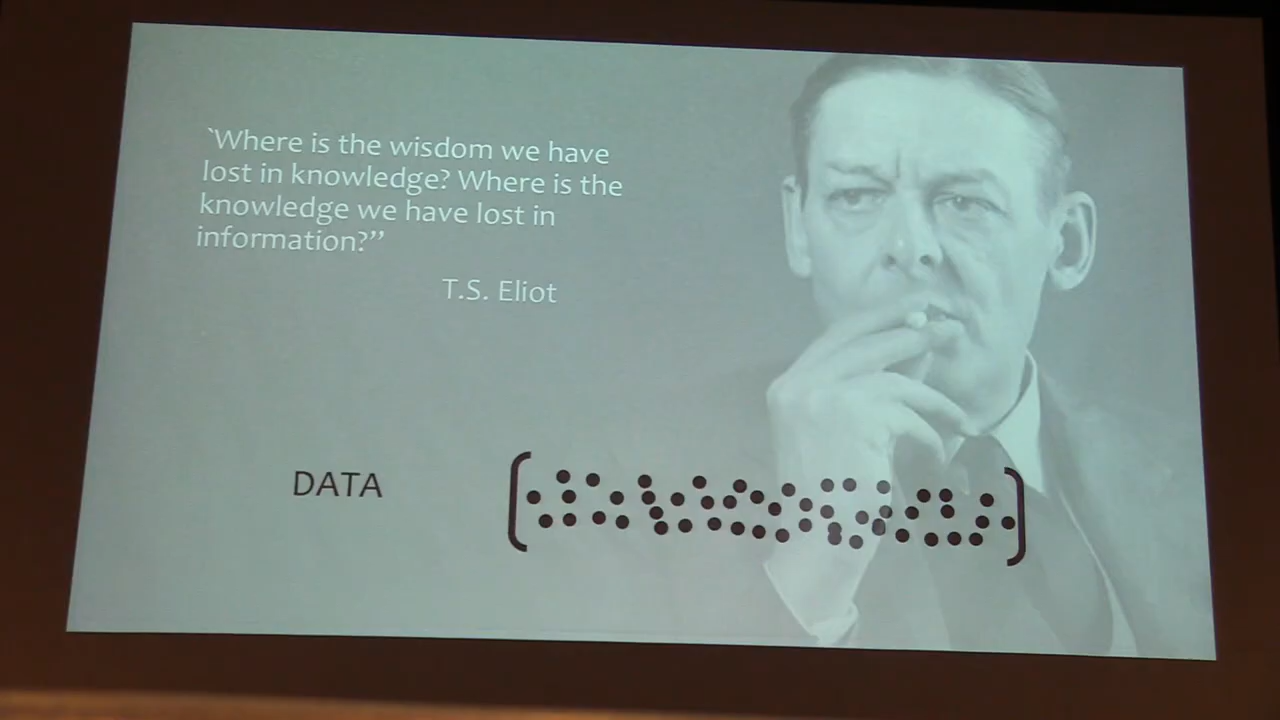 `Where is the wisdom we have
lost in knowledge? Where is the
knowledge we have lost in
information?”
T.S. Eliot
DATA